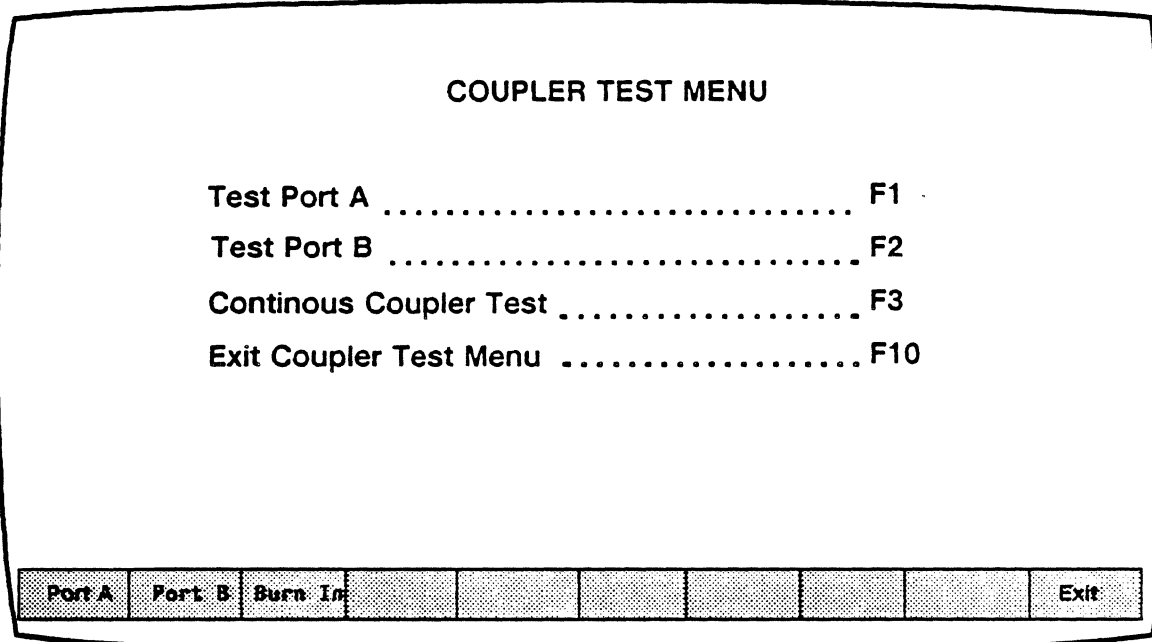 COUPLER TEST MENU
Test Port A .............................. F1
Test Port B .............................. F2
Continous Coupler Test ................... F3
Exit Coupler Test Menu ................... F10
Port A Port B Burn In Exit